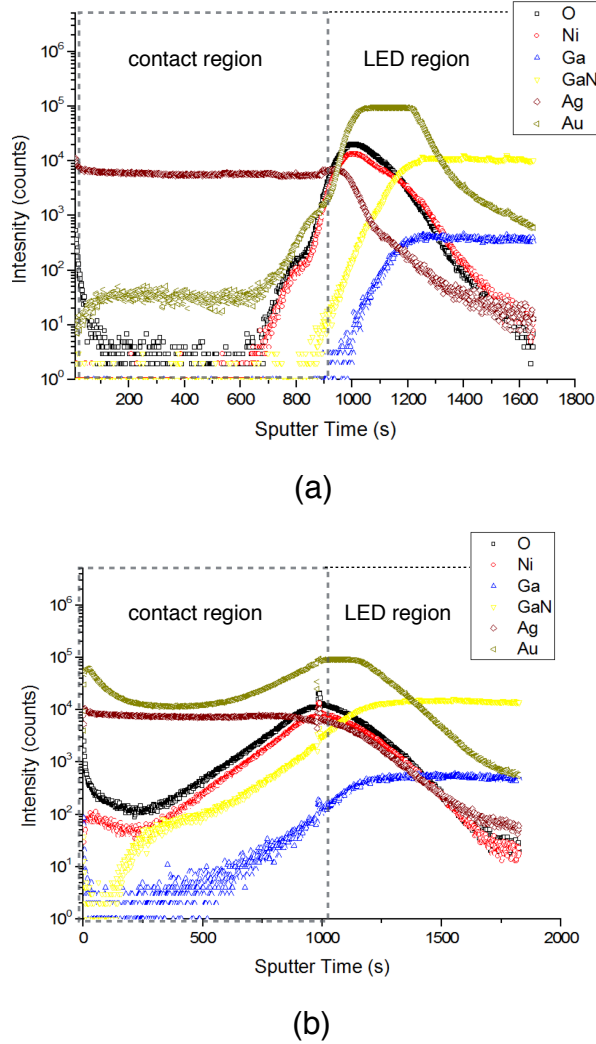 contact region
LED region
O
Ni
Ga
GaN
Ag
Au
10^6
10^5
10^4
10^3
10^2
10^1
10^0
Intesnity (counts)
200 400 600 800 1000 1200 1400 1600 1800
Sputter Time (s)
(a)
contact region
LED region
O
Ni
Ga
GaN
Ag
Au
10^6
10^5
10^4
10^3
10^2
10^1
10^0
Intensity (counts)
0 500 1000 1500 2000
Sputter Time (s)
(b)